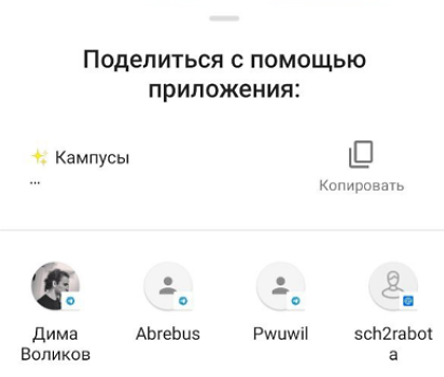 Поделиться с помощью
приложения:
✨ Кампусы
...
Копировать
Дима
Воликов
Abrebus
Pwuwil
sch2rabot
a